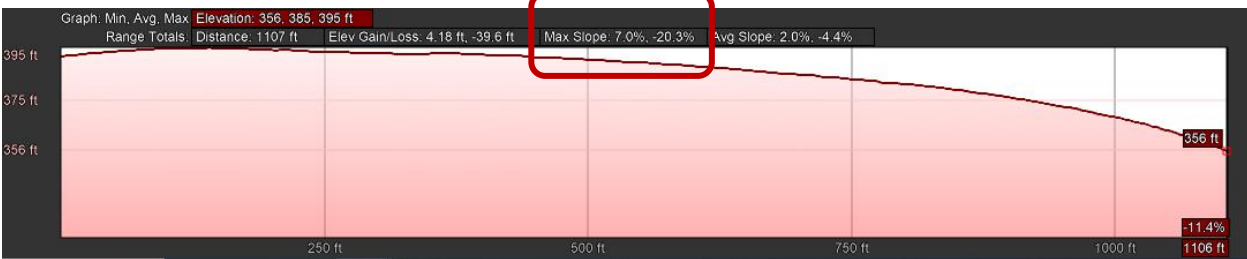 Graph: Min, Avg, Max Elevation: 356, 385, 395 ft
Range Totals: Distance: 1107 ft Elev Gain/Loss: 4.18 ft, -39.6 ft Max Slope: 7.0%, -20.3% Avg Slope: 2.0%, -4.4%
395 ft
375 ft
356 ft
356 ft
-11.4%
250 ft 500 ft 750 ft 1000 ft 1106 ft